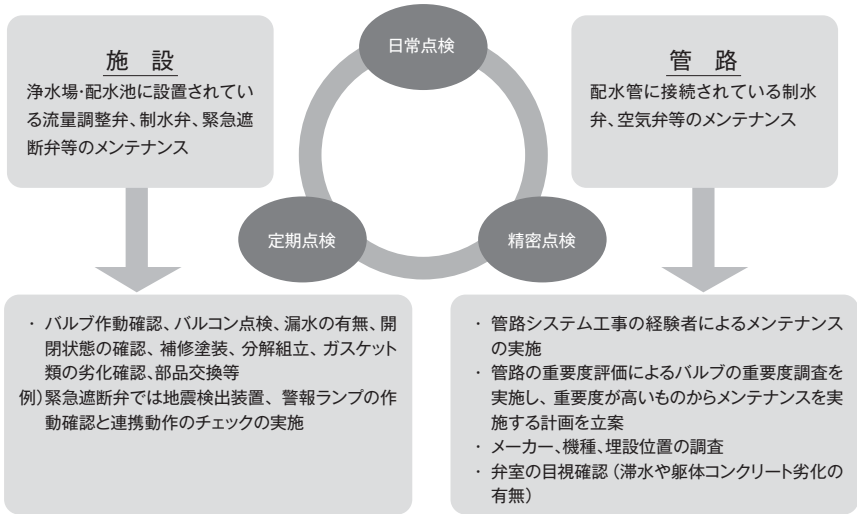 施　設
浄水場・配水池に設置されてい
る流量調整弁、制水弁、緊急遮
断弁等のメンテナンス
日常点検
管　路
配水管に接続されている制水
弁、空気弁等のメンテナンス
定期点検
精密点検
・ バルブ作動確認、バルコン点検、漏水の有無、開
閉状態の確認、補修塗装、分解組立、ガスケット
類の劣化確認、部品交換等
例）緊急遮断弁では地震検出装置、警報ランプの作
動確認と連携動作のチェックの実施
・ 管路システム工事の経験者によるメンテナンス
の実施
・ 管路の重要度評価によるバルブの重要度調査を
実施し、重要度が高いものからメンテナンスを実
施する計画を立案
・ メーカー、機種、埋設位置の調査
・ 弁室の目視確認（滞水や躯体コンクリート劣化の
有無）